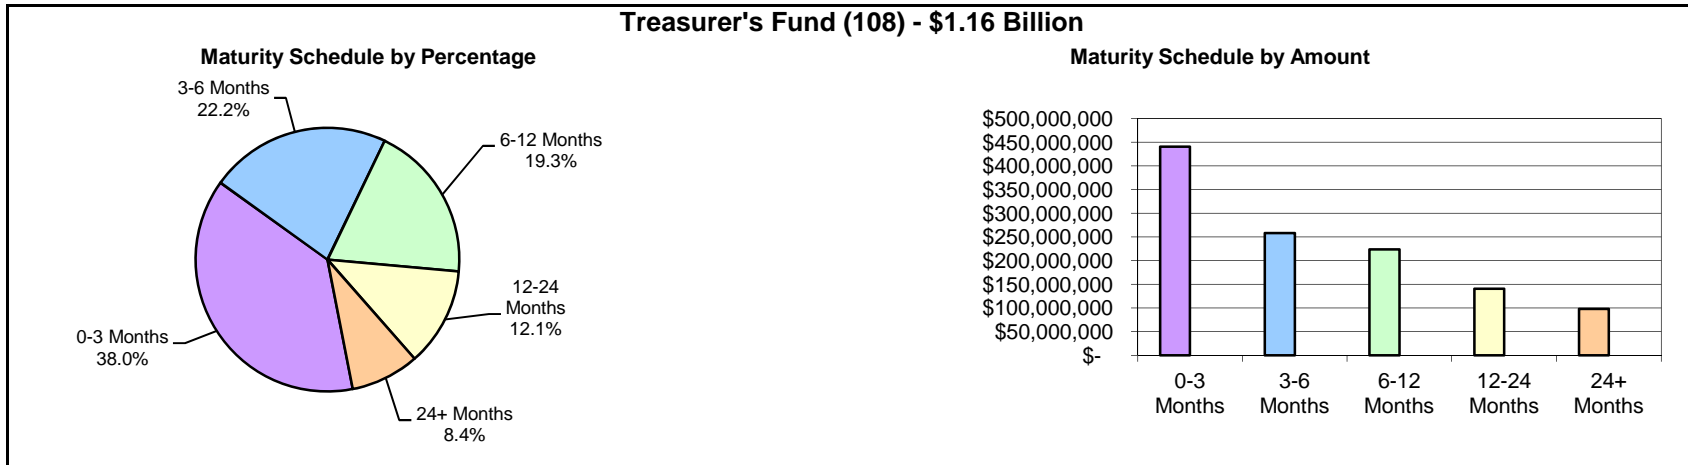 Treasurer's Fund (108) - $1.16 Billion
Maturity Schedule by Percentage
3-6 Months
22.2%
6-12 Months
19.3%
12-24
Months
12.1%
0-3 Months
38.0%
24+ Months
8.4%
Maturity Schedule by Amount
$500,000,000
$450,000,000
$400,000,000
$350,000,000
$300,000,000
$250,000,000
$200,000,000
$150,000,000
$100,000,000
$50,000,000
$-
0-3
Months
3-6
Months
6-12
Months
12-24
Months
24+
Months